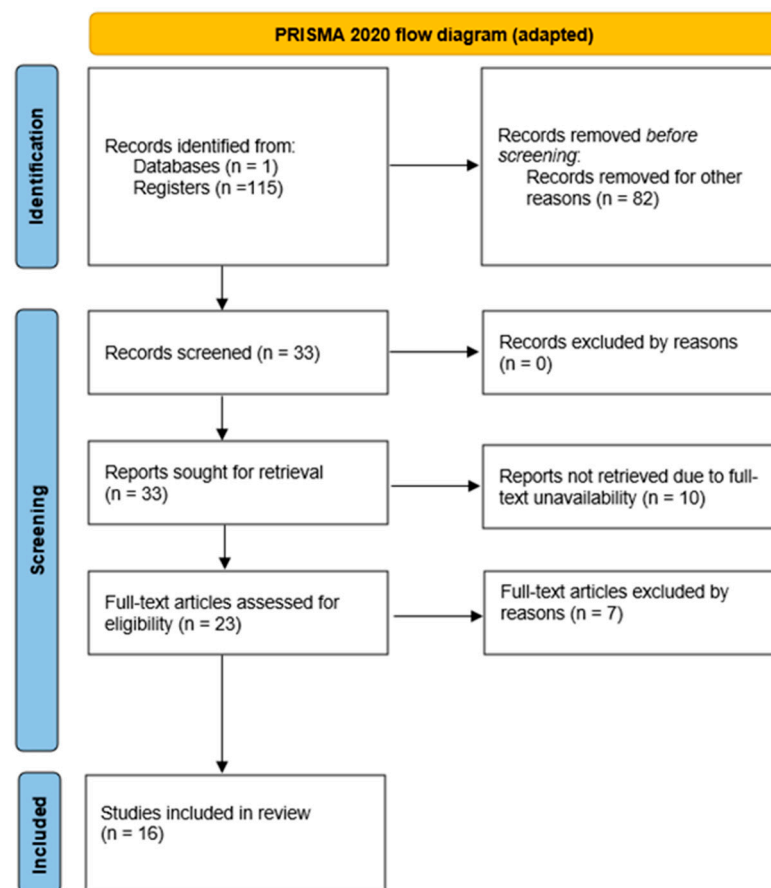 PRISMA 2020 flow diagram (adapted)
Identification
Records identified from:
Databases (n = 1)
Registers (n =115)
Records removed before
screening:
Records removed for other
reasons (n = 82)
Screening
Records screened (n = 33)
Records excluded by reasons
(n = 0)
Reports sought for retrieval
(n = 33)
Reports not retrieved due to full-
text unavailability (n = 10)
Full-text articles assessed for
eligibility (n = 23)
Full-text articles excluded by
reasons (n = 7)
Included
Studies included in review
(n = 16)